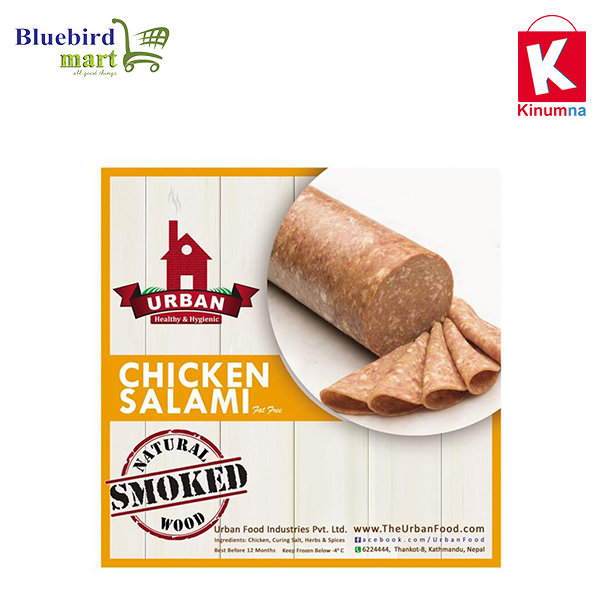 Bluebird
mart
all good things
K
Kinumna
URBAN
Healthy & Hygienic
CHICKEN
SALAMI Fat Free
NATURAL
SMOKED
WOOD
Urban Food Industries Pvt. Ltd. www.TheUrbanFood.com
Ingredients: Chicken, Curing Salt, Herbs & Spices facebook.com/UrbanFood
Best Before 12 Months Keep Frozen Below -4° C 6224444, Thankot-8, Kathmandu, Nepal